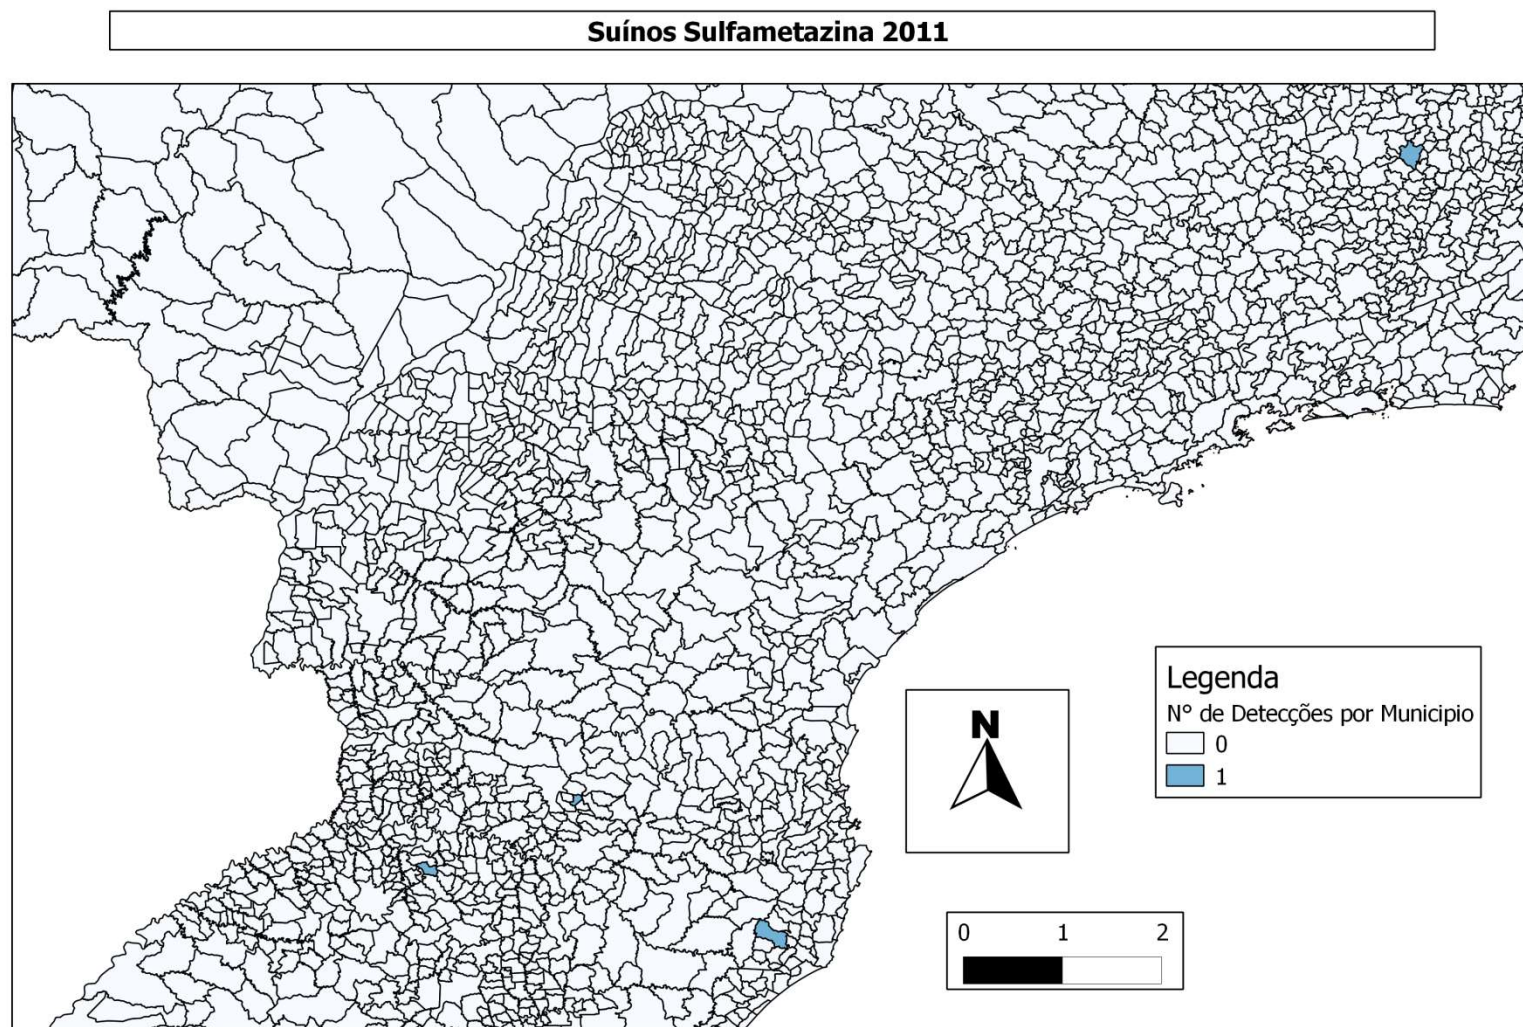 Suínos Sulfametazina 2011
N
Legenda
N° de Detecções por Municipio
0
1
0 1 2